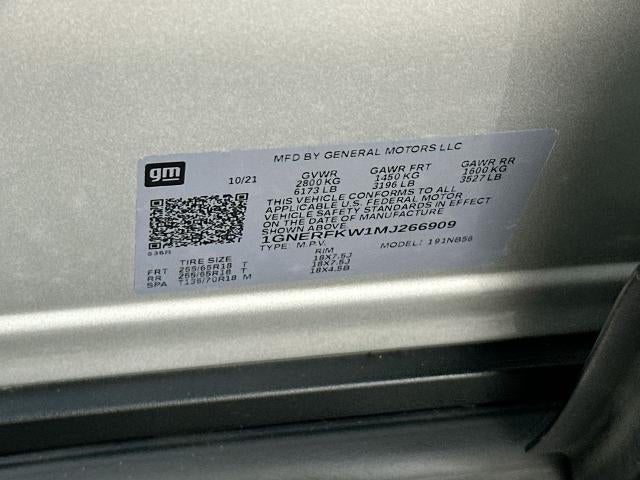 gm
MFD BY GENERAL MOTORS LLC
10/21 GVWR GAWR FRT GAWR RR
2800 KG 1450 KG 1600 KG
6173 LB 3196 LB 3527 LB
THIS VEHICLE CONFORMS TO ALL
APPLICABLE U.S. FEDERAL MOTOR
VEHICLE SAFETY STANDARDS IN EFFECT
ON THE DATE OF MANUFACTURE
SHOWN ABOVE
1GNERFKW1MJ266909
TYPE: M.P.V. MODEL: 191NB56
TIRE SIZE RIM
FRT 255/65R18 T 18X7.5J
RR 255/65R18 T 18X7.5J
SPA T135/70R18 M 18X4.5B